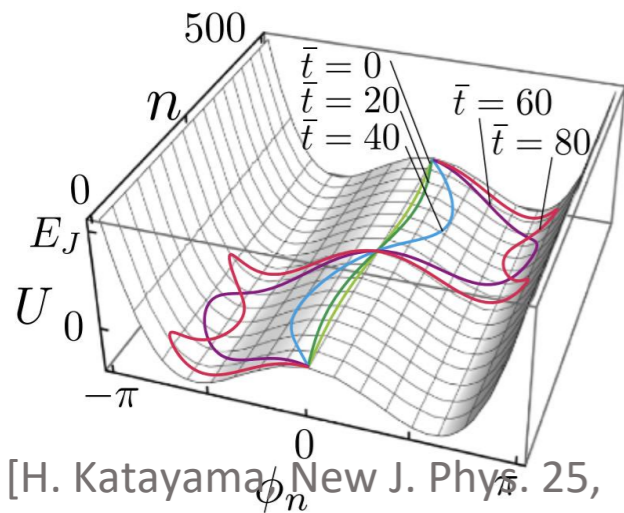 500
t̄ = 0
t̄ = 20
t̄ = 40
t̄ = 60
t̄ = 80
n
0
E_J
U
0
−π
0
π
ϕ_n
[H. Katayama, New J. Phys. 25,